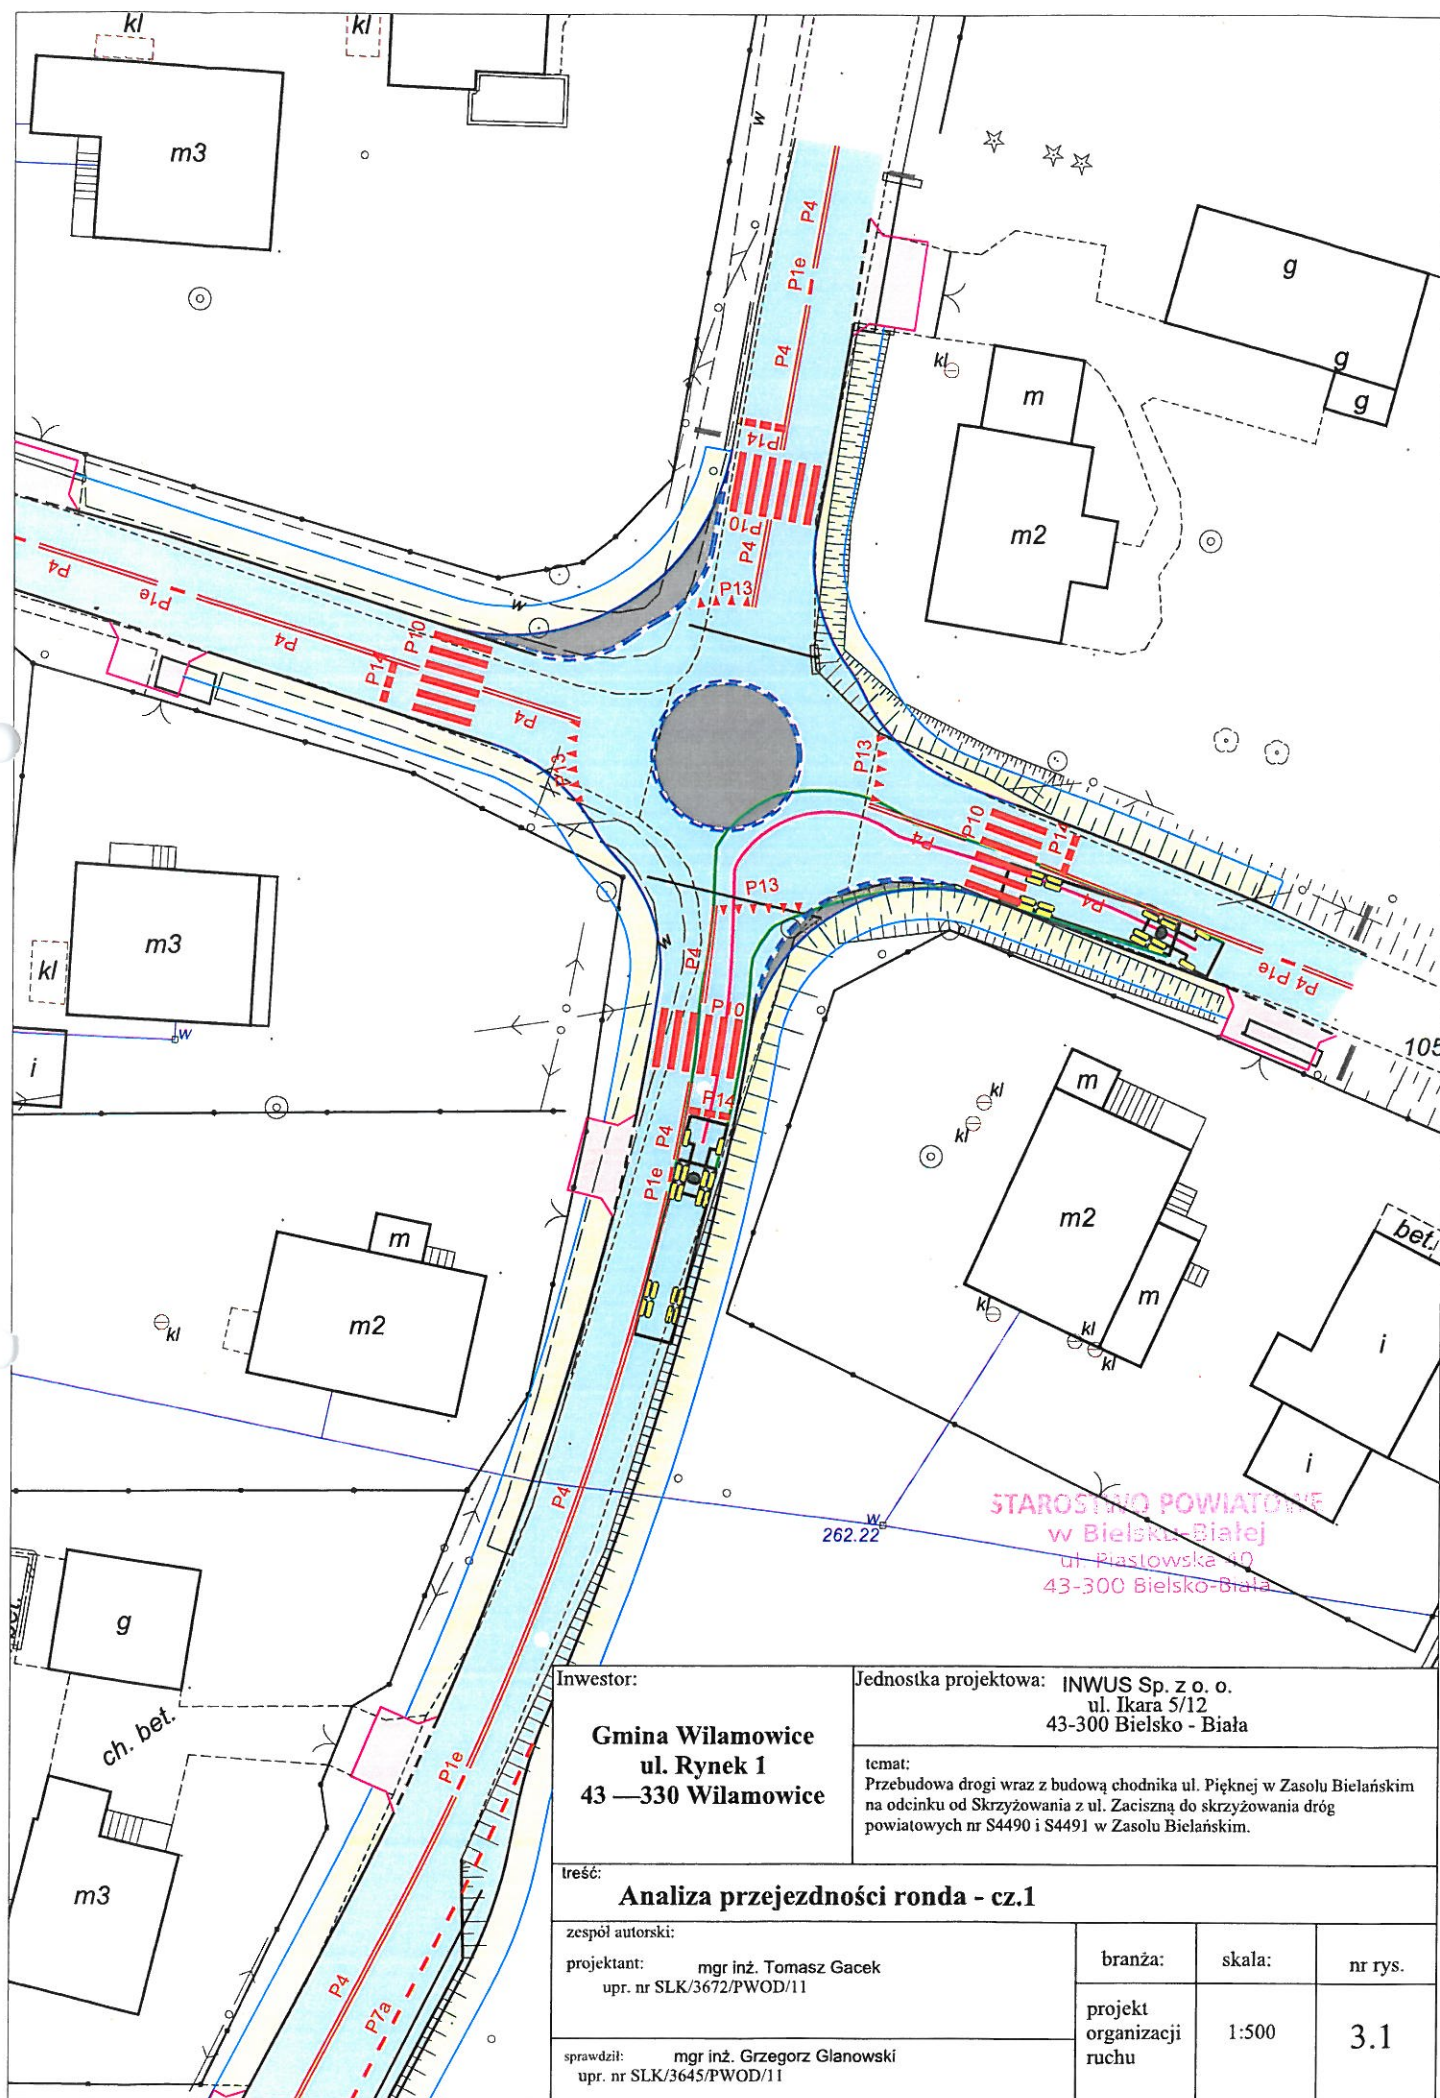 kl
kl
m3
w
P4
P1e
P4
g
g
g
kl
m
m2
P14
P10
P4
P13
w
P4
P1e
P4
P10
P14
P4
P13
P13
P10
P14
P4
P4
P1e
P4
P13
P4
w
P10
P14
P4
P1e
m3
kl
w
i
105
m
kl
kl
m2
m
kl
kl
kl
bet.
i
i
m
m2
kl
P4
w
262.22
STAROSTWO POWIATOWE
w Bielsku-Białej
ul. Piastowska 40
43-300 Bielsko-Biała
g
ch. bet.
P1e
m3
P4
P7a
Inwestor:
Gmina Wilamowice
ul. Rynek 1
43 —330 Wilamowice
Jednostka projektowa: INWUS Sp. z o. o.
ul. Ikara 5/12
43-300 Bielsko - Biała
temat:
Przebudowa drogi wraz z budową chodnika ul. Pięknej w Zasolu Bielańskim
na odcinku od Skrzyżowania z ul. Zaciszną do skrzyżowania dróg
powiatowych nr S4490 i S4491 w Zasolu Bielańskim.
treść:
Analiza przejezdności ronda - cz.1
zespół autorski:
projektant: mgr inż. Tomasz Gacek
upr. nr SLK/3672/PWOD/11
sprawdził: mgr inż. Grzegorz Glanowski
upr. nr SLK/3645/PWOD/11
branża:
skala:
nr rys.
projekt
organizacji
ruchu
1:500
3.1